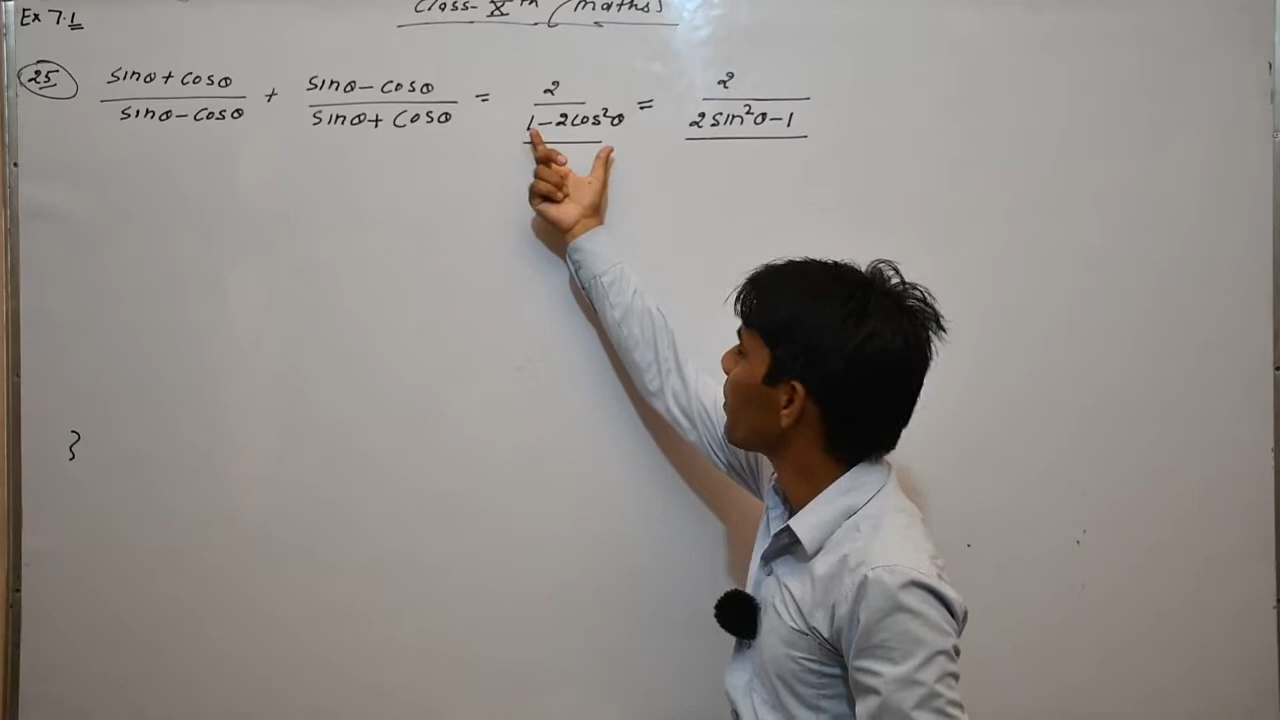 Class-Xth (Maths)
Ex 7.1
25 sinθ+cosθ/sinθ-cosθ + sinθ-cosθ/sinθ+cosθ = 2/1-2cos²θ = 2/2sin²θ-1